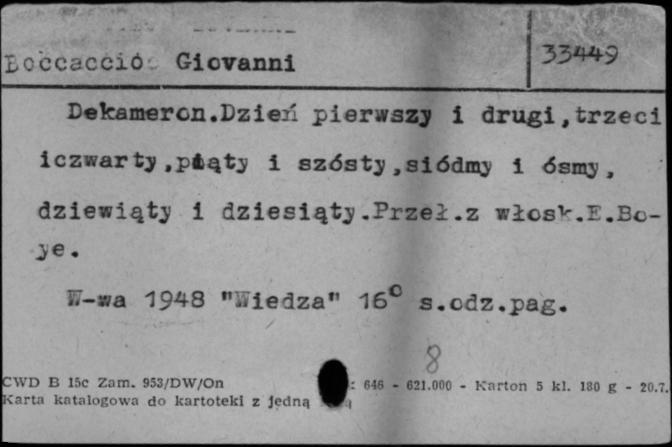 Boccaccio Giovanni
33449
Dekameron.Dzień pierwszy i drugi,trzeci
iczwarty,piąty i szósty,siódmy i ósmy,
dziewiąty i dziesiąty.Przeł.z włosk.E.Bo-
ye.
W-wa 1948 "Wiedza" 16° s.odz.pag.
8
CWD B 15c Zam. 953/DW/On : 646 - 621.000 - Karton 5 kl. 180 g - 20.7.
Karta katalogowa do kartoteki z jedną